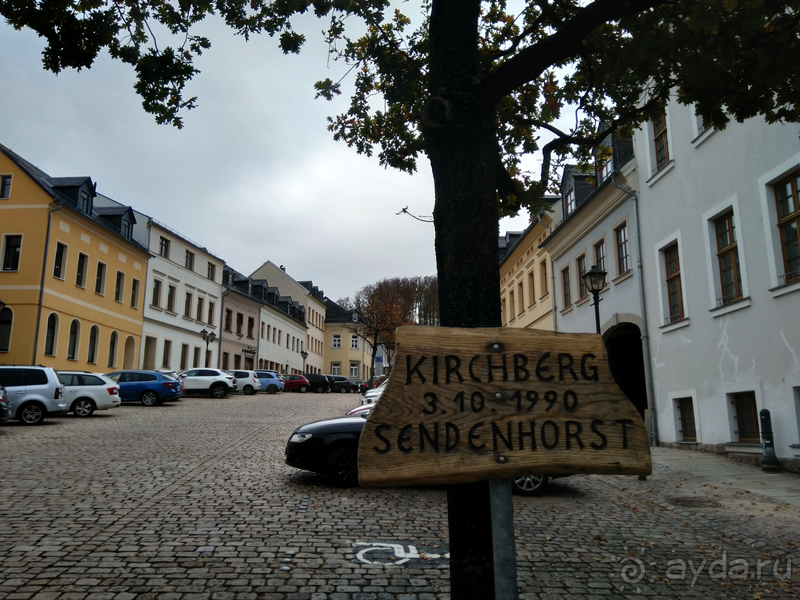 KIRCHBERG
3.10.1990
SENDENHORST
ayda.ru